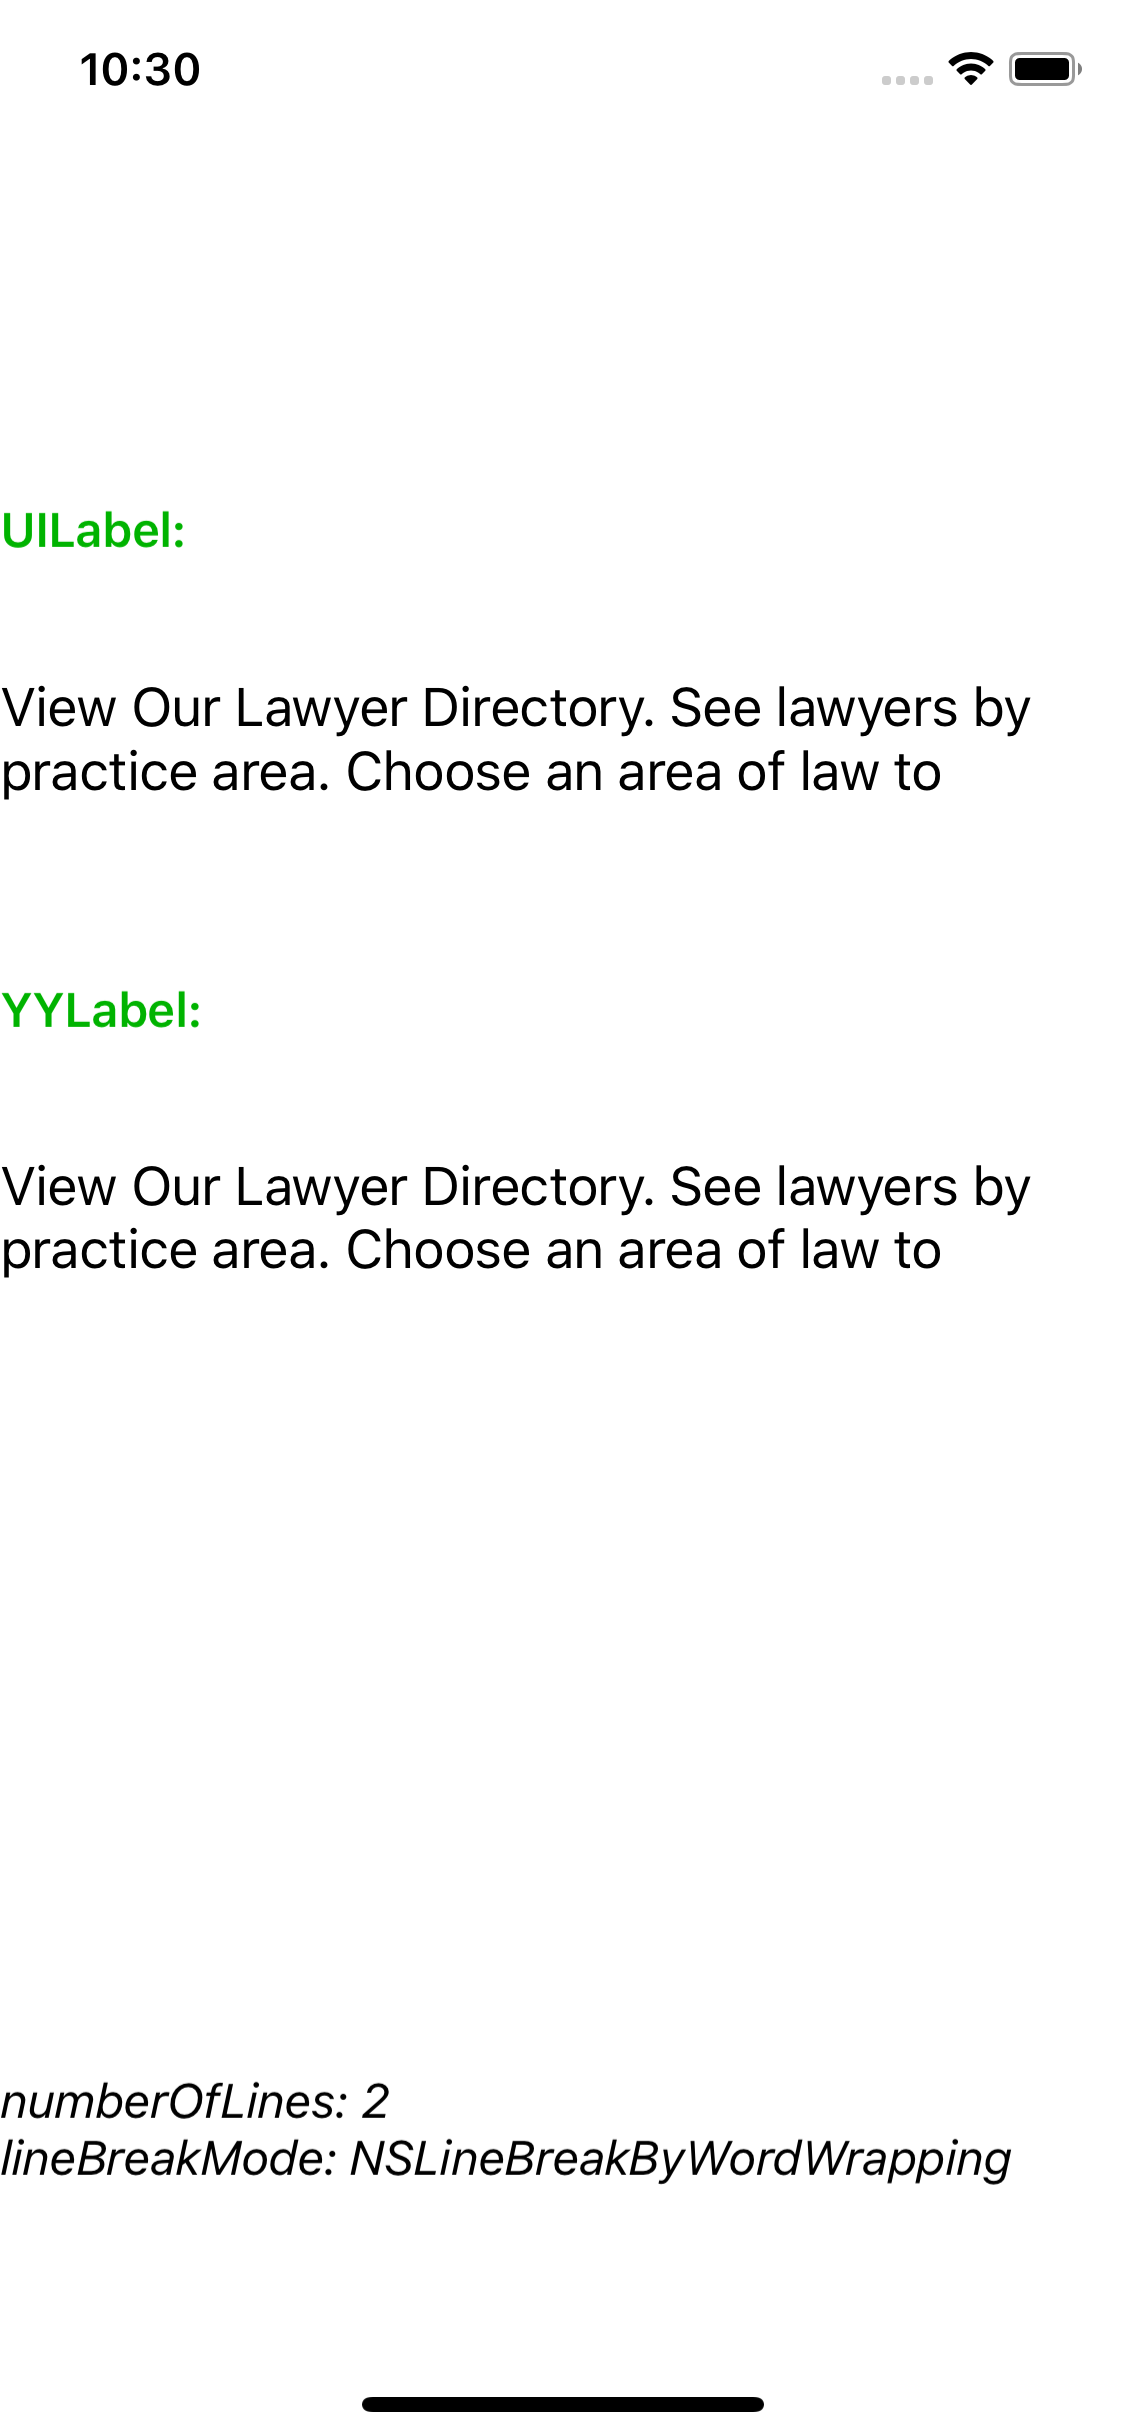 10:30
UILabel:
View Our Lawyer Directory. See lawyers by
practice area. Choose an area of law to
YYLabel:
View Our Lawyer Directory. See lawyers by
practice area. Choose an area of law to
numberOfLines: 2
lineBreakMode: NSLineBreakByWordWrapping